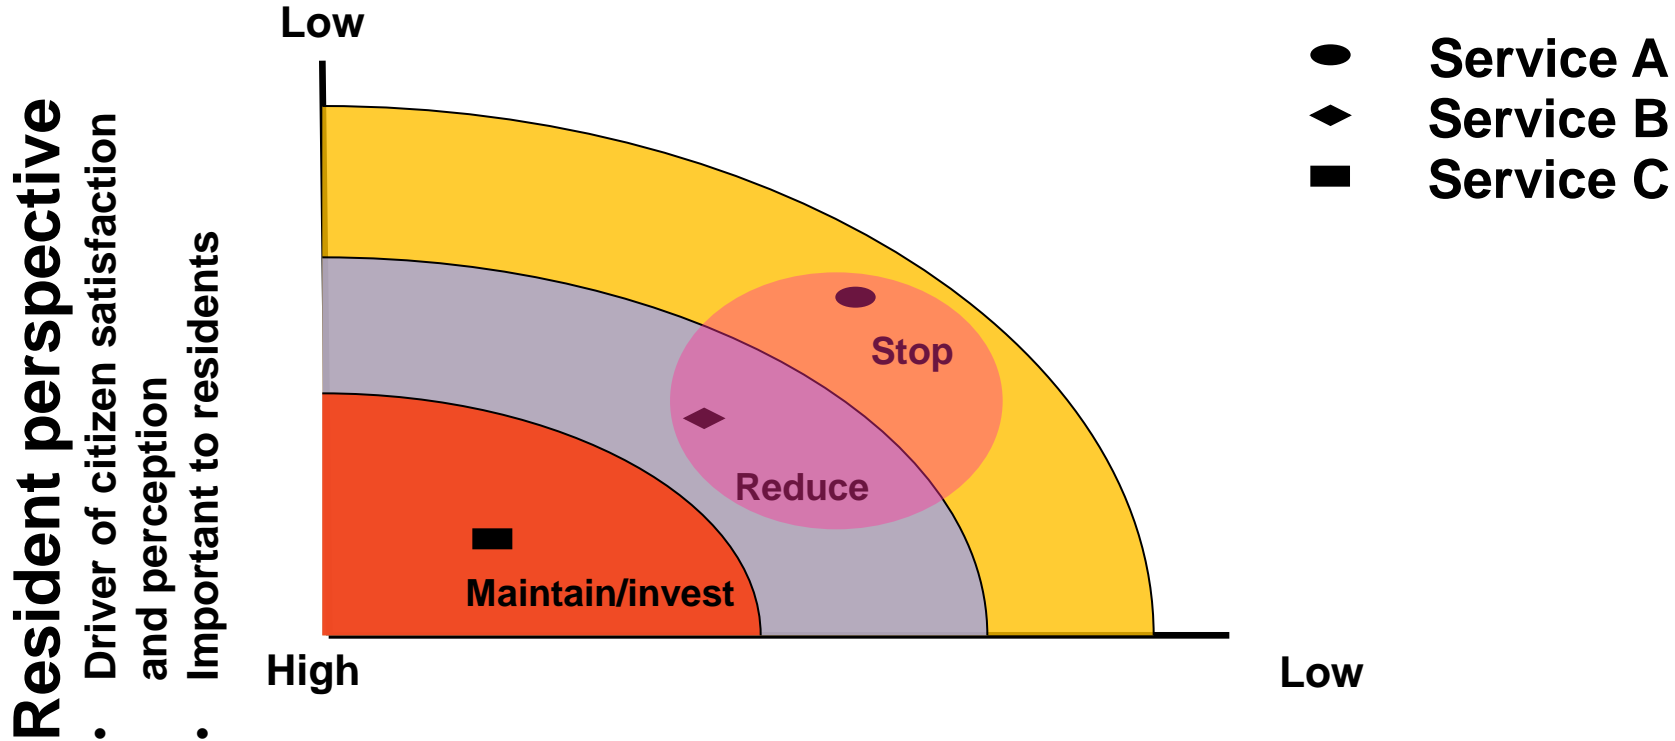 Resident perspective
• Driver of citizen satisfaction
and perception
• Important to residents
Low
Service A
Service B
Service C
Stop
Reduce
Maintain/invest
High
Low